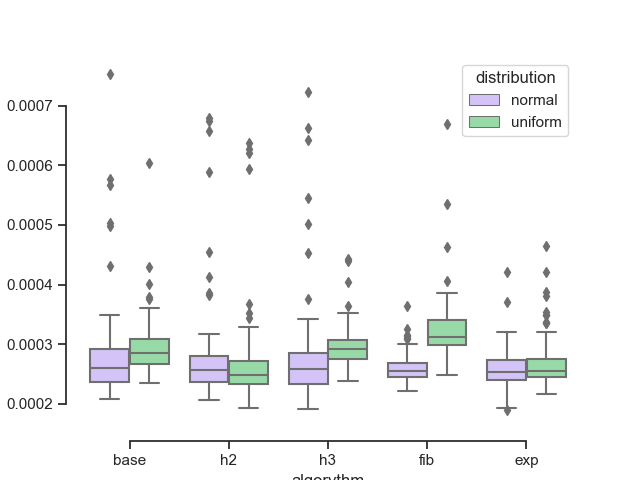 distribution
normal
uniform
0.0007
0.0006
0.0005
0.0004
0.0003
0.0002
base h2 h3 fib exp
algorythm